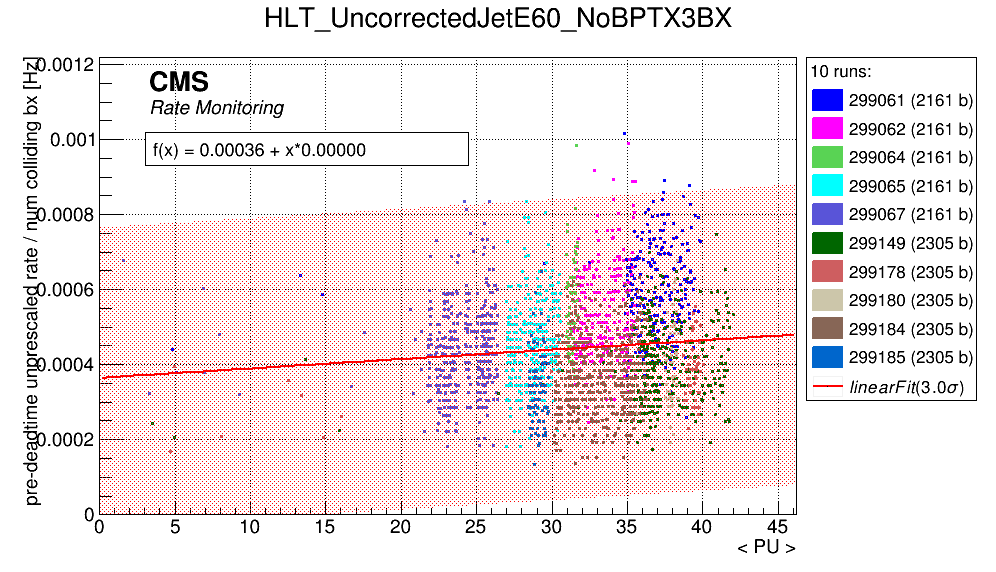 HLT_UncorrectedJetE60_NoBPTX3BX
CMS
Rate Monitoring
f(x) = 0.00036 + x*0.00000
pre-deadtime unprescaled rate / num colliding bx [Hz]
0.0012
0.001
0.0008
0.0006
0.0004
0.0002
0
0 5 10 15 20 25 30 35 40 45
< PU >
10 runs:
299061 (2161 b)
299062 (2161 b)
299064 (2161 b)
299065 (2161 b)
299067 (2161 b)
299149 (2305 b)
299178 (2305 b)
299180 (2305 b)
299184 (2305 b)
299185 (2305 b)
linearFit(3.0σ)